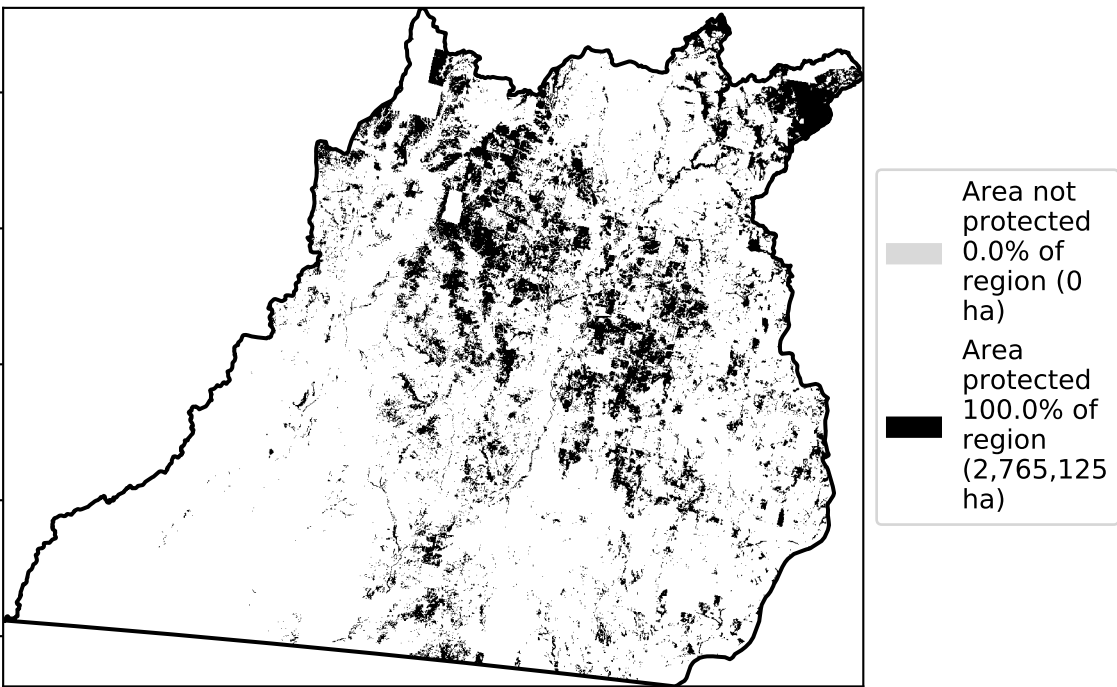 Area not
protected
0.0% of
region (0
ha)
Area
protected
100.0% of
region
(2,765,125
ha)